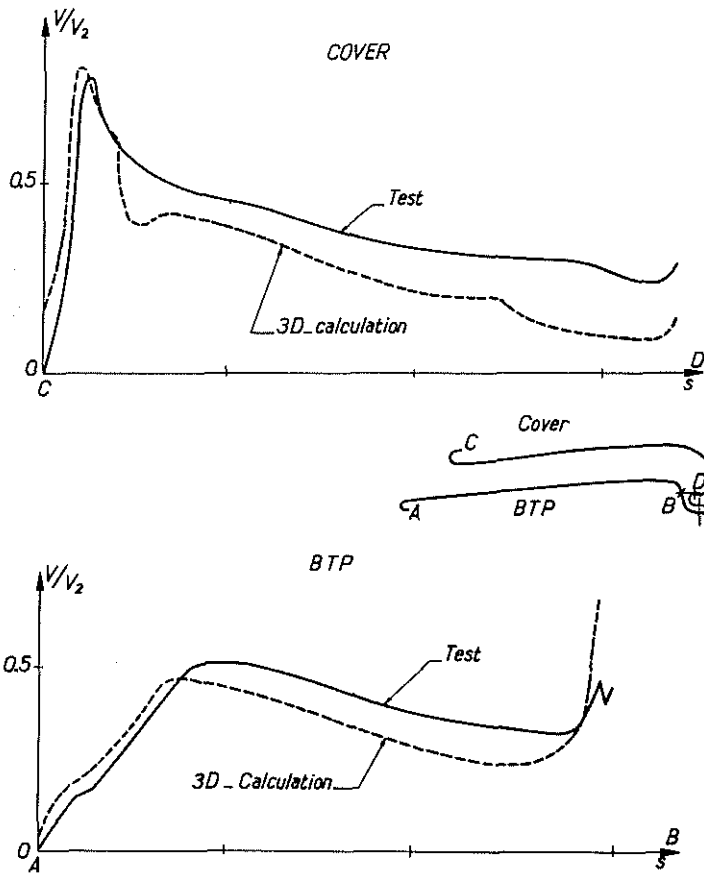 V/V2
COVER
0.5
Test
3D_calculation
0
C
D
s
Cover
C
A
BTP
B
D
BTP
V/V2
0.5
Test
3D_Calculation
0
A
B
s